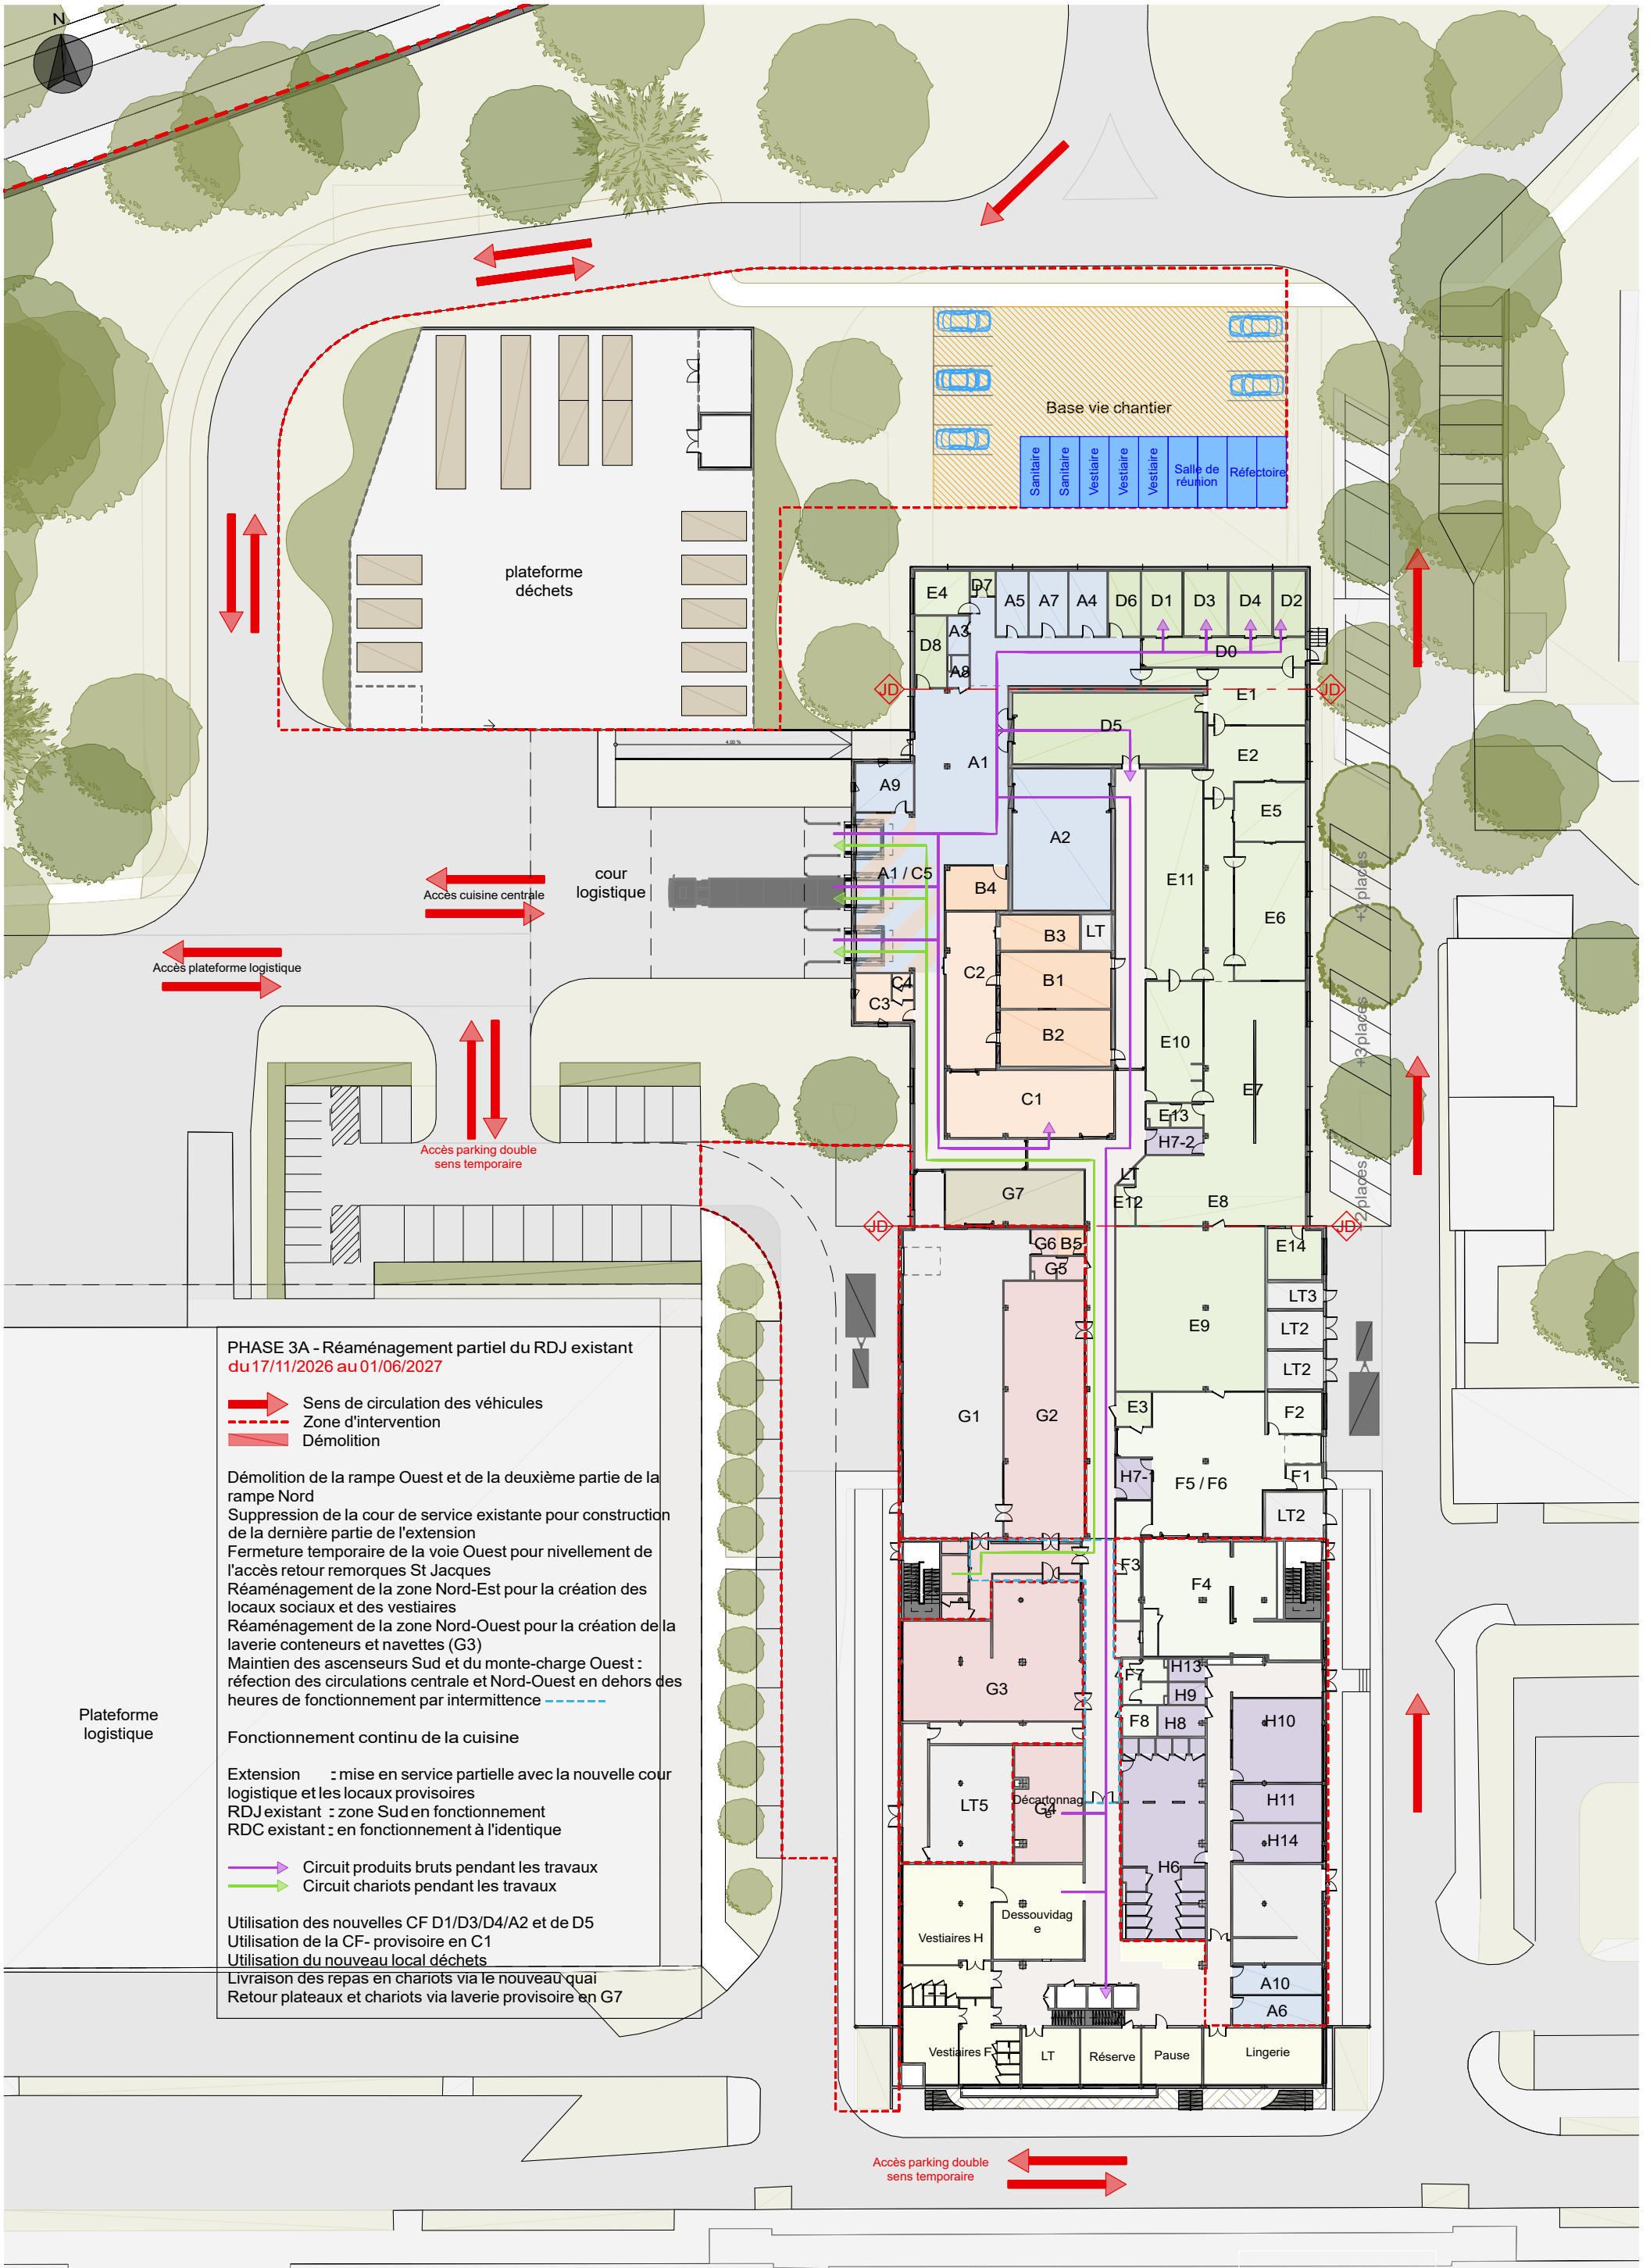 N
Base vie chantier
Sanitaire
Sanitaire
Vestiaire
Vestiaire
Vestiaire
Salle de
réunion
Réfectoire
plateforme
déchets
E4
D7
A5
A7
A4
D6
D1
D3
D4
D2
D8
A3
A8
D0
JD
JD
E1
D5
E2
A1
A9
4.00 %
E5
A2
cour
logistique
A1 / C5
B4
E11
E6
Accès cuisine centrale
+3 places
B3
LT
Accès plateforme logistique
C2
B1
C4
C3
B2
E10
+3 places
E7
C1
E13
H7-2
Accès parking double
sens temporaire
LT
G7
E12
E8
2 places
JD
JD
G6
B5
E14
G5
LT3
E9
LT2
LT2
G1
G2
E3
F2
H7-1
F5 / F6
F1
LT2
PHASE 3A - Réaménagement partiel du RDJ existant
du 17/11/2026 au 01/06/2027
Sens de circulation des véhicules
Zone d'intervention
Démolition
Démolition de la rampe Ouest et de la deuxième partie de la
rampe Nord
Suppression de la cour de service existante pour construction
de la dernière partie de l'extension
Fermeture temporaire de la voie Ouest pour nivellement de
l'accès retour remorques St Jacques
Réaménagement de la zone Nord-Est pour la création des
locaux sociaux et des vestiaires
Réaménagement de la zone Nord-Ouest pour la création de la
laverie conteneurs et navettes (G3)
Maintien des ascenseurs Sud et du monte-charge Ouest :
réfection des circulations centrale et Nord-Ouest en dehors des
heures de fonctionnement par intermittence
Fonctionnement continu de la cuisine
Extension : mise en service partielle avec la nouvelle cour
logistique et les locaux provisoires
RDJ existant : zone Sud en fonctionnement
RDC existant : en fonctionnement à l'identique
Circuit produits bruts pendant les travaux
Circuit chariots pendant les travaux
Utilisation des nouvelles CF D1/D3/D4/A2 et de D5
Utilisation de la CF- provisoire en C1
Utilisation du nouveau local déchets
Livraison des repas en chariots via le nouveau quai
Retour plateaux et chariots via laverie provisoire en G7
Plateforme
logistique
F3
F4
G3
F7
H13
H9
F8
H8
H10
LT5
Décartonnag
e
G4
H11
H14
H6
Dessouvidag
e
Vestiaires H
A10
A6
Vestiaires F
LT
Réserve
Pause
Lingerie
Accès parking double
sens temporaire